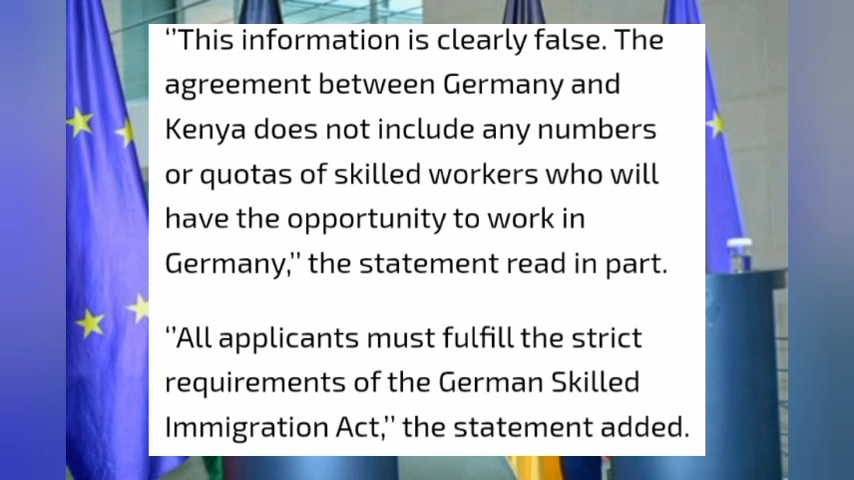 ‘’This information is clearly false. The
agreement between Germany and
Kenya does not include any numbers
or quotas of skilled workers who will
have the opportunity to work in
Germany,’’ the statement read in part.
‘’All applicants must fulfill the strict
requirements of the German Skilled
Immigration Act,’’ the statement added.